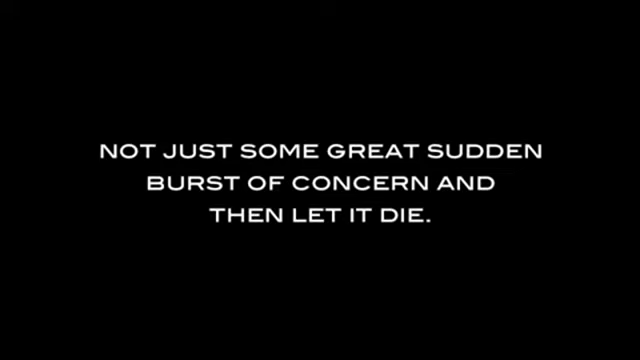 NOT JUST SOME GREAT SUDDEN
BURST OF CONCERN AND
THEN LET IT DIE.